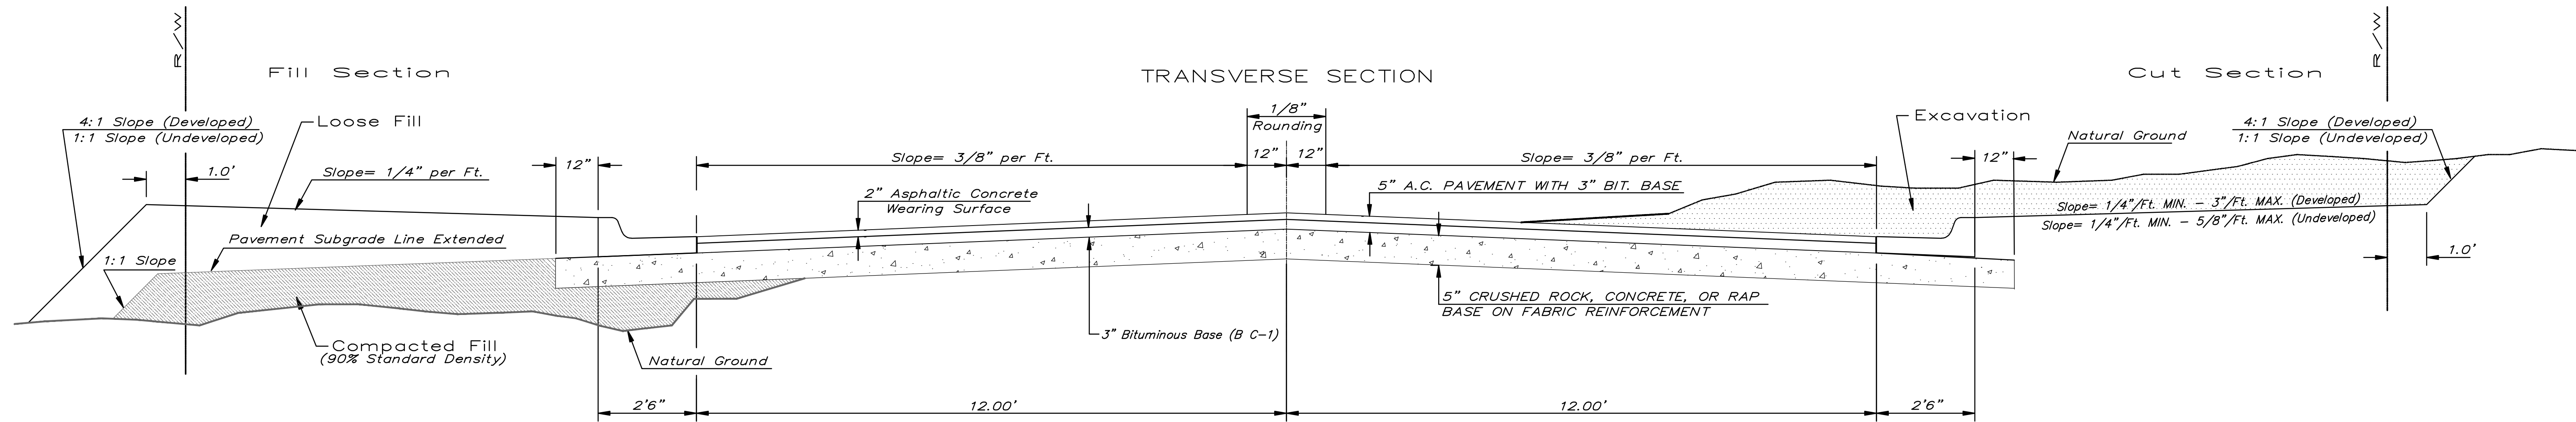 R/W
R/W
Fill Section
TRANSVERSE SECTION
Cut Section
4:1 Slope (Developed)
1:1 Slope (Undeveloped)
Loose Fill
1.0'
Slope= 1/4" per Ft.
12"
Slope= 3/8" per Ft.
1/8"
Rounding
12"
12"
Slope= 3/8" per Ft.
Excavation
Natural Ground
12"
4:1 Slope (Developed)
1:1 Slope (Undeveloped)
2" Asphaltic Concrete
Wearing Surface
5" A.C. PAVEMENT WITH 3" BIT. BASE
Slope= 1/4"/Ft. MIN. - 3"/Ft. MAX. (Developed)
Slope= 1/4"/Ft. MIN. - 5/8"/Ft. MAX. (Undeveloped)
Pavement Subgrade Line Extended
1:1 Slope
1.0'
5" CRUSHED ROCK, CONCRETE, OR RAP
BASE ON FABRIC REINFORCEMENT
3" Bituminous Base (B C-1)
Compacted Fill
(90% Standard Density)
Natural Ground
2'6"
12.00'
12.00'
2'6"